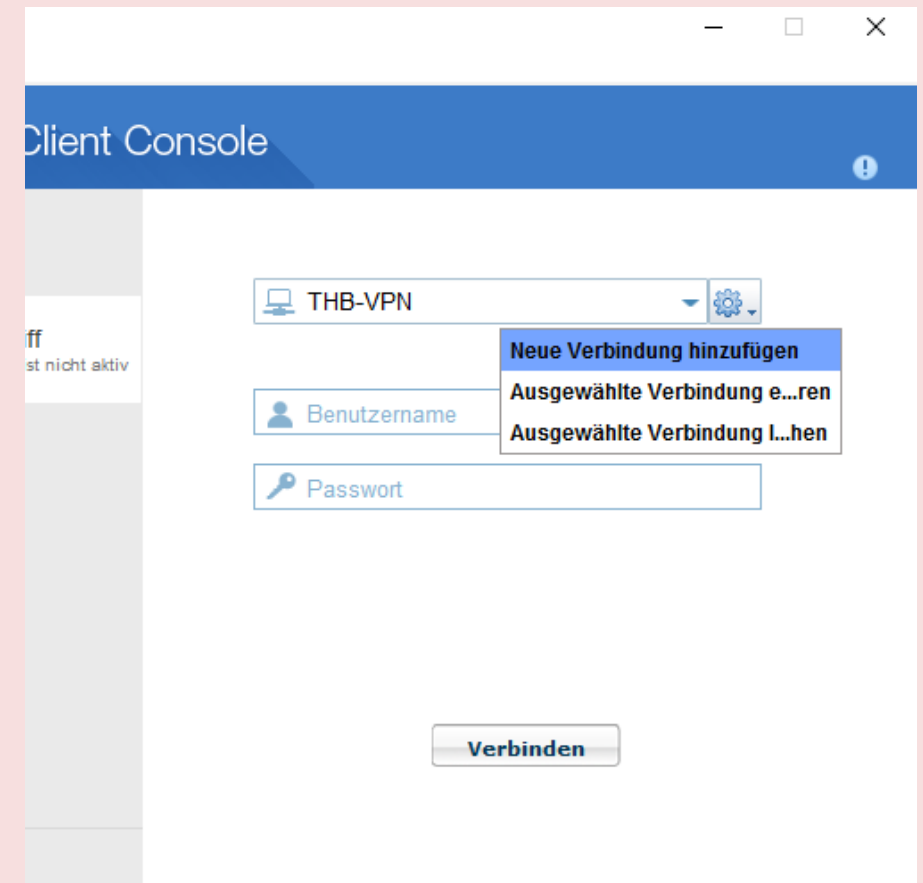 Client Console
THB-VPN
iff
st nicht aktiv
Neue Verbindung hinzufügen
Ausgewählte Verbindung e...ren
Benutzername
Ausgewählte Verbindung l...hen
Passwort
Verbinden